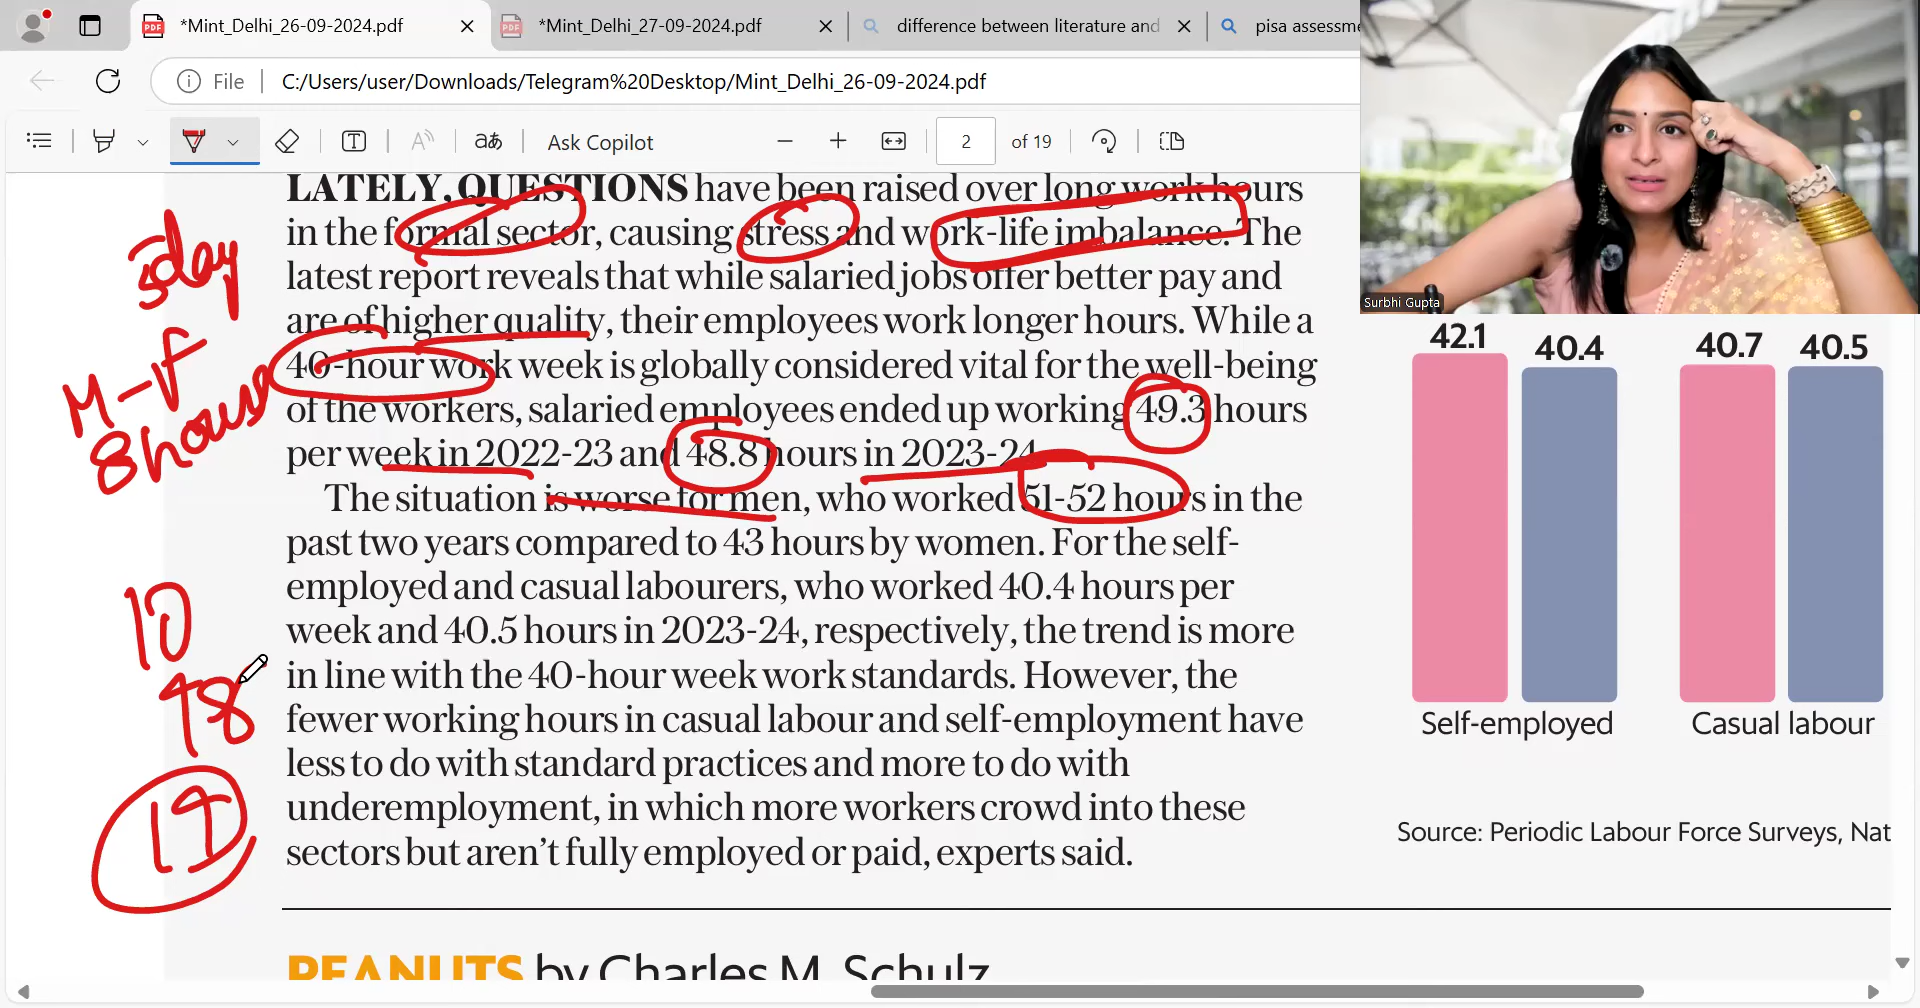 *Mint_Delhi_26-09-2024.pdf
*Mint_Delhi_27-09-2024.pdf
difference between literature and
pisa assessme
File
C:/Users/user/Downloads/Telegram%20Desktop/Mint_Delhi_26-09-2024.pdf
aあ
Ask Copilot
2 of 19
Surbhi Gupta
LATELY, QUESTIONS have been raised over long work hours
in the formal sector, causing stress and work-life imbalance. The
latest report reveals that while salaried jobs offer better pay and
are of higher quality, their employees work longer hours. While a
40-hour work week is globally considered vital for the well-being
of the workers, salaried employees ended up working 49.3 hours
per week in 2022-23 and 48.8 hours in 2023-24.
The situation is worse for men, who worked 51-52 hours in the
past two years compared to 43 hours by women. For the self-
employed and casual labourers, who worked 40.4 hours per
week and 40.5 hours in 2023-24, respectively, the trend is more
in line with the 40-hour week work standards. However, the
fewer working hours in casual labour and self-employment have
less to do with standard practices and more to do with
underemployment, in which more workers crowd into these
sectors but aren't fully employed or paid, experts said.
5day
M-F
8hours
10
48
42.1
40.4
40.7
40.5
Self-employed
Casual labour
Source: Periodic Labour Force Surveys, Nat
PEANUTS by Charles M. Schulz